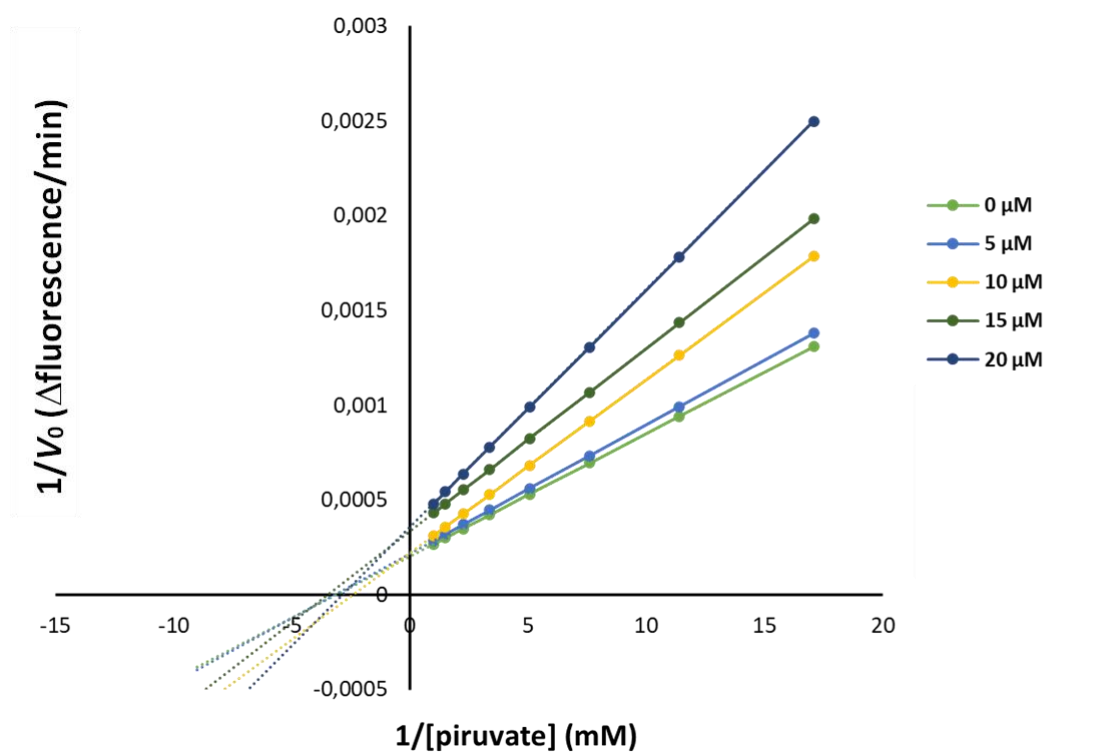 0,003
0,0025
0,002
0,0015
0,001
0,0005
0
-0,0005
-15
-10
-5
0
5
10
15
20
1/V0 (Δfluorescence/min)
1/[piruvate] (mM)
0 µM
5 µM
10 µM
15 µM
20 µM